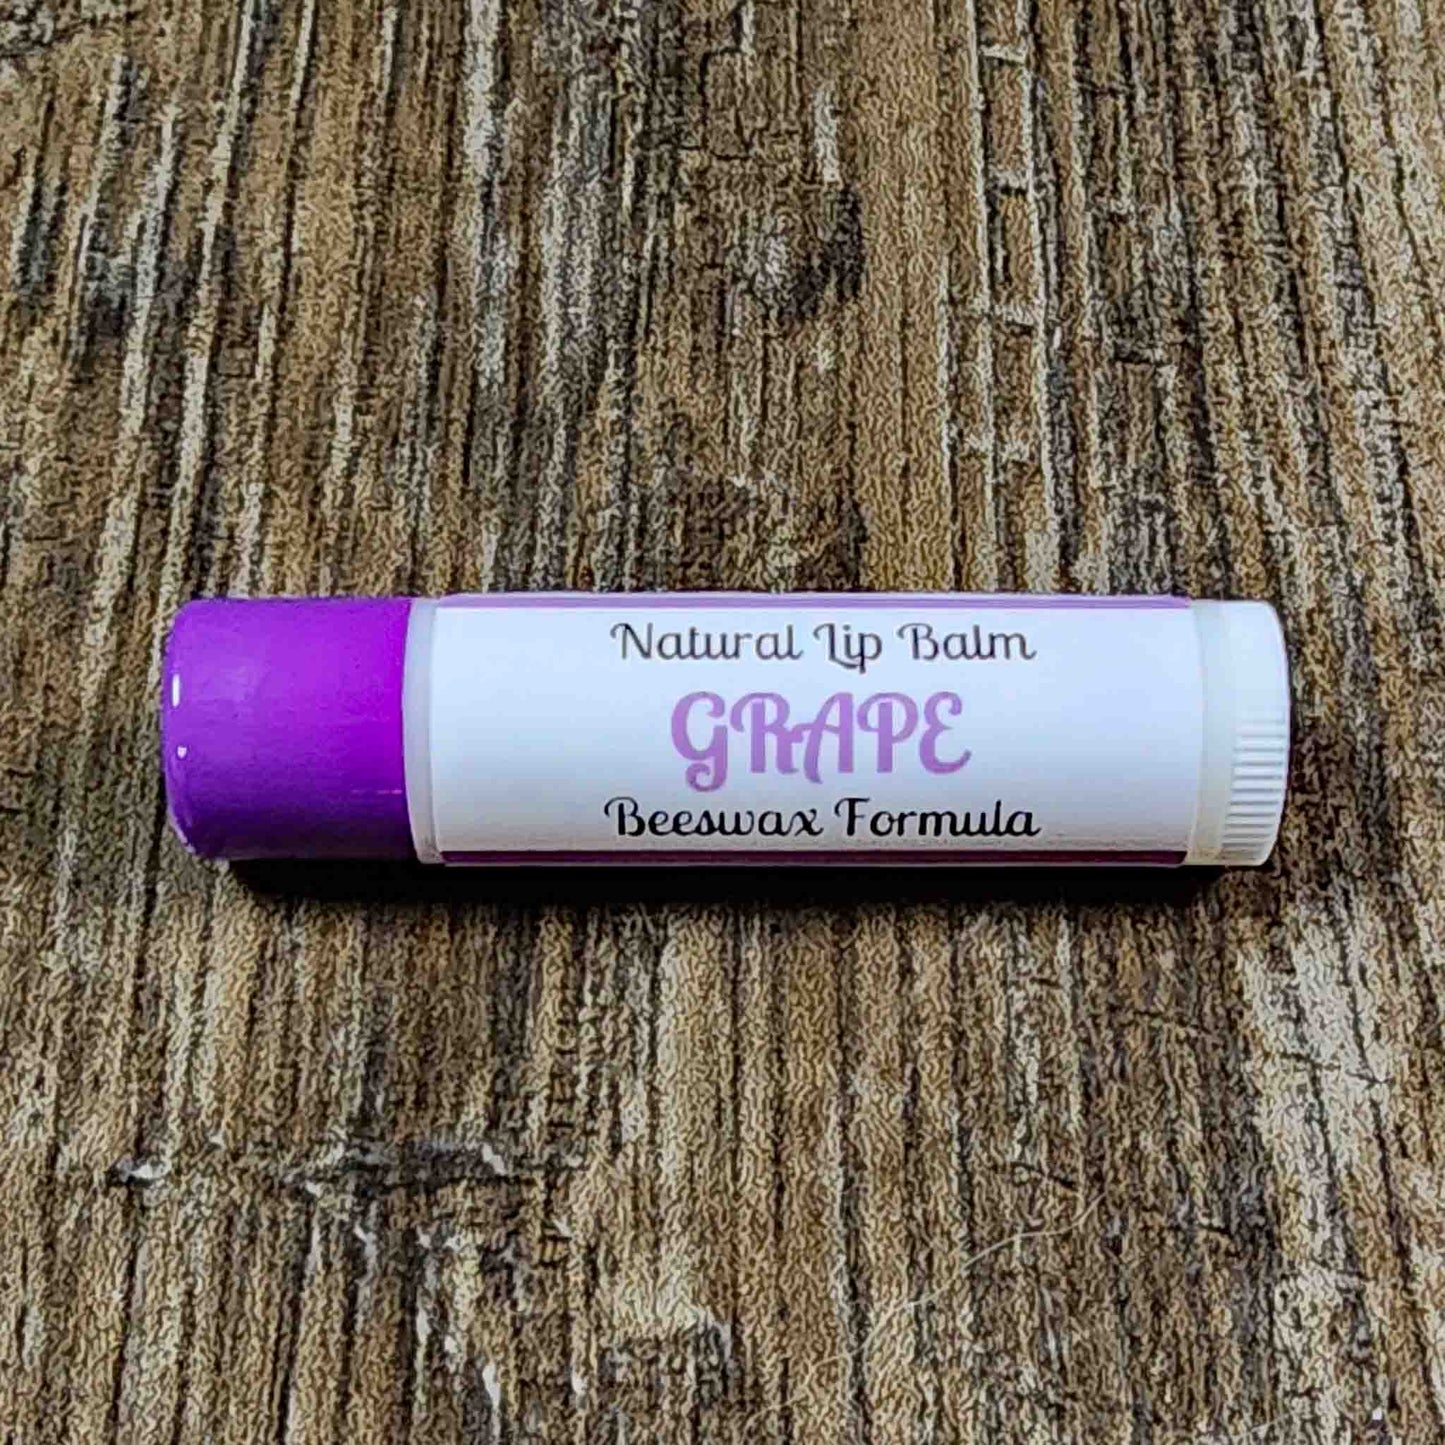 Natural Lip Balm
GRAPE
Beeswax Formula